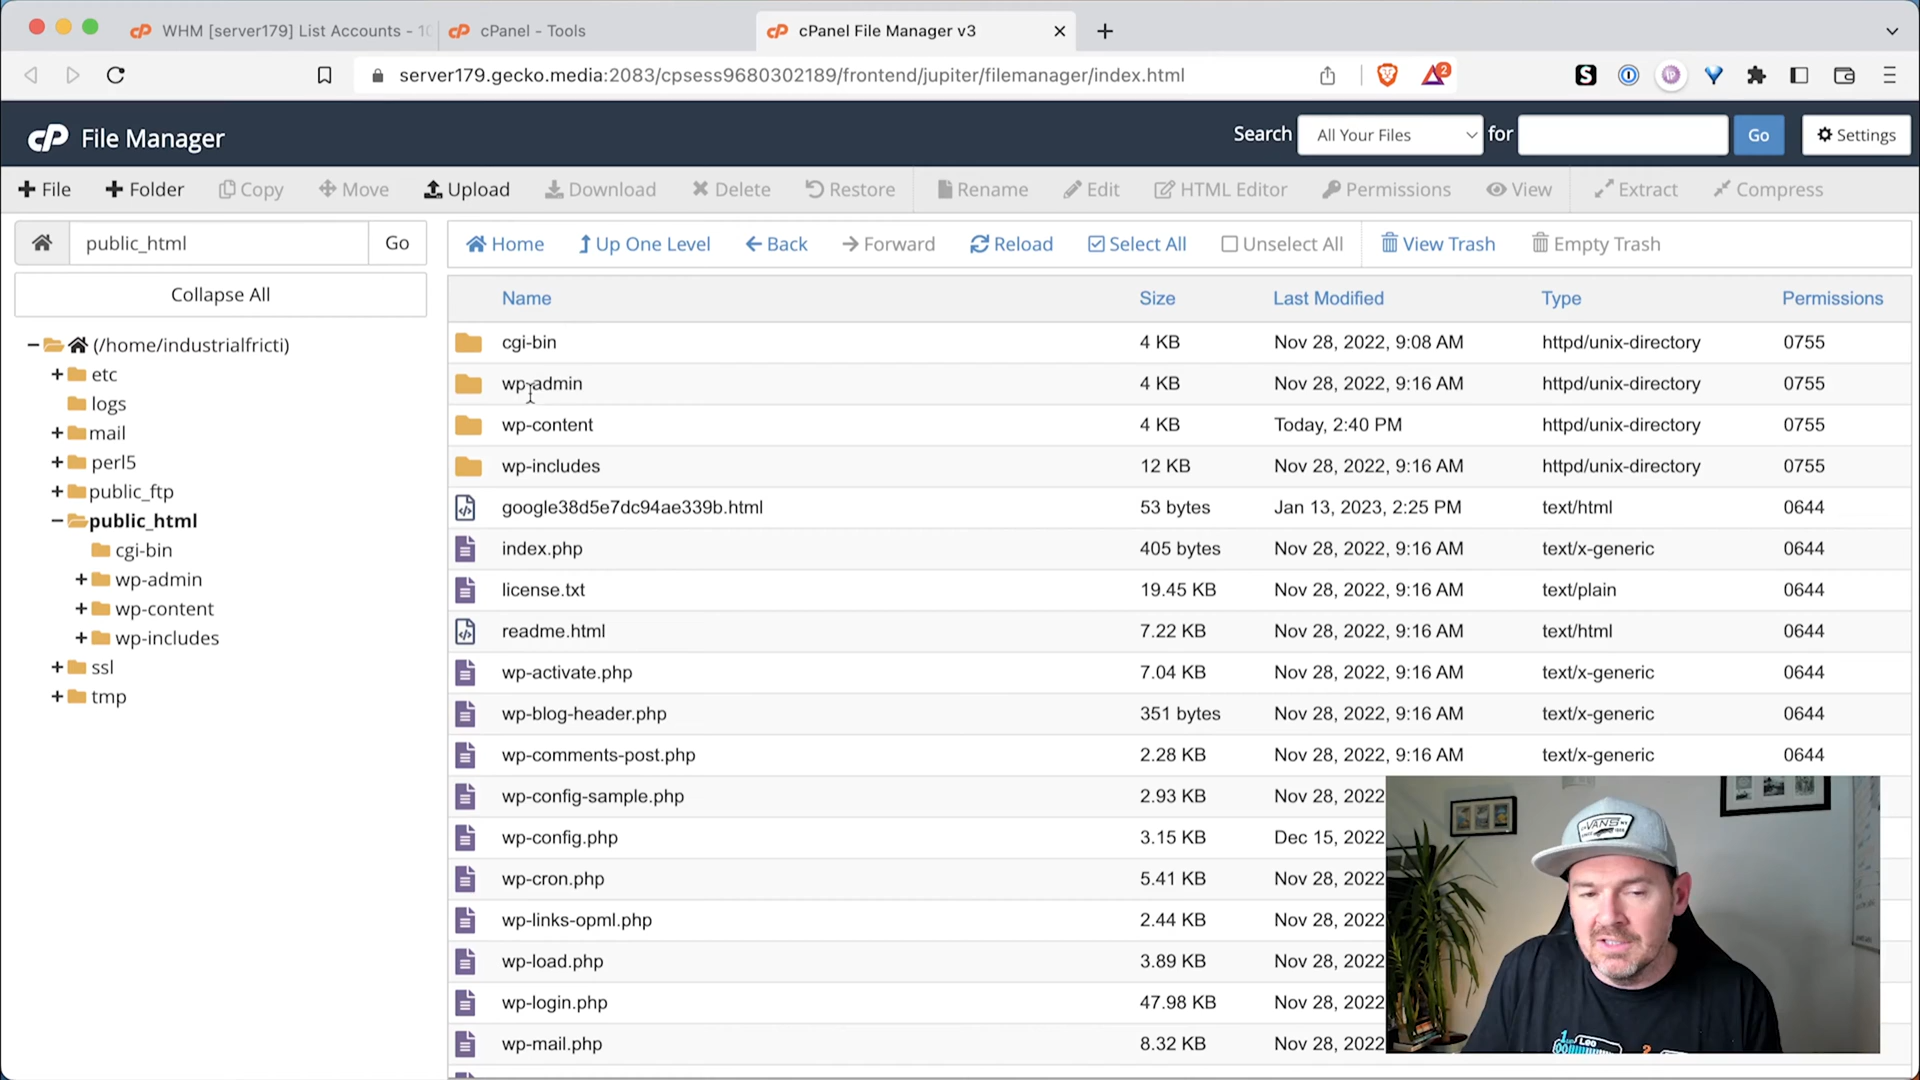 WHM [server179] List Accounts - 10
cPanel - Tools
cPanel File Manager v3
server179.gecko.media:2083/cpsess9680302189/frontend/jupiter/filemanager/index.html
2
cP File Manager
Search All Your Files for Go Settings
File Folder Copy Move Upload Download Delete Restore Rename Edit HTML Editor Permissions View Extract Compress
public_html Go
Home Up One Level Back Forward Reload Select All Unselect All View Trash Empty Trash
Collapse All
(/home/industrialfricti)
etc
logs
mail
perl5
public_ftp
public_html
cgi-bin
wp-admin
wp-content
wp-includes
ssl
tmp
Name Size Last Modified Type Permissions
cgi-bin 4 KB Nov 28, 2022, 9:08 AM httpd/unix-directory 0755
wp-admin 4 KB Nov 28, 2022, 9:16 AM httpd/unix-directory 0755
wp-content 4 KB Today, 2:40 PM httpd/unix-directory 0755
wp-includes 12 KB Nov 28, 2022, 9:16 AM httpd/unix-directory 0755
google38d5e7dc94ae339b.html 53 bytes Jan 13, 2023, 2:25 PM text/html 0644
index.php 405 bytes Nov 28, 2022, 9:16 AM text/x-generic 0644
license.txt 19.45 KB Nov 28, 2022, 9:16 AM text/plain 0644
readme.html 7.22 KB Nov 28, 2022, 9:16 AM text/html 0644
wp-activate.php 7.04 KB Nov 28, 2022, 9:16 AM text/x-generic 0644
wp-blog-header.php 351 bytes Nov 28, 2022, 9:16 AM text/x-generic 0644
wp-comments-post.php 2.28 KB Nov 28, 2022, 9:16 AM text/x-generic 0644
wp-config-sample.php 2.93 KB Nov 28, 2022
wp-config.php 3.15 KB Dec 15, 2022
wp-cron.php 5.41 KB Nov 28, 2022
wp-links-opml.php 2.44 KB Nov 28, 2022
wp-load.php 3.89 KB Nov 28, 2022
wp-login.php 47.98 KB Nov 28, 2022
wp-mail.php 8.32 KB Nov 28, 2022
VANS
Leo